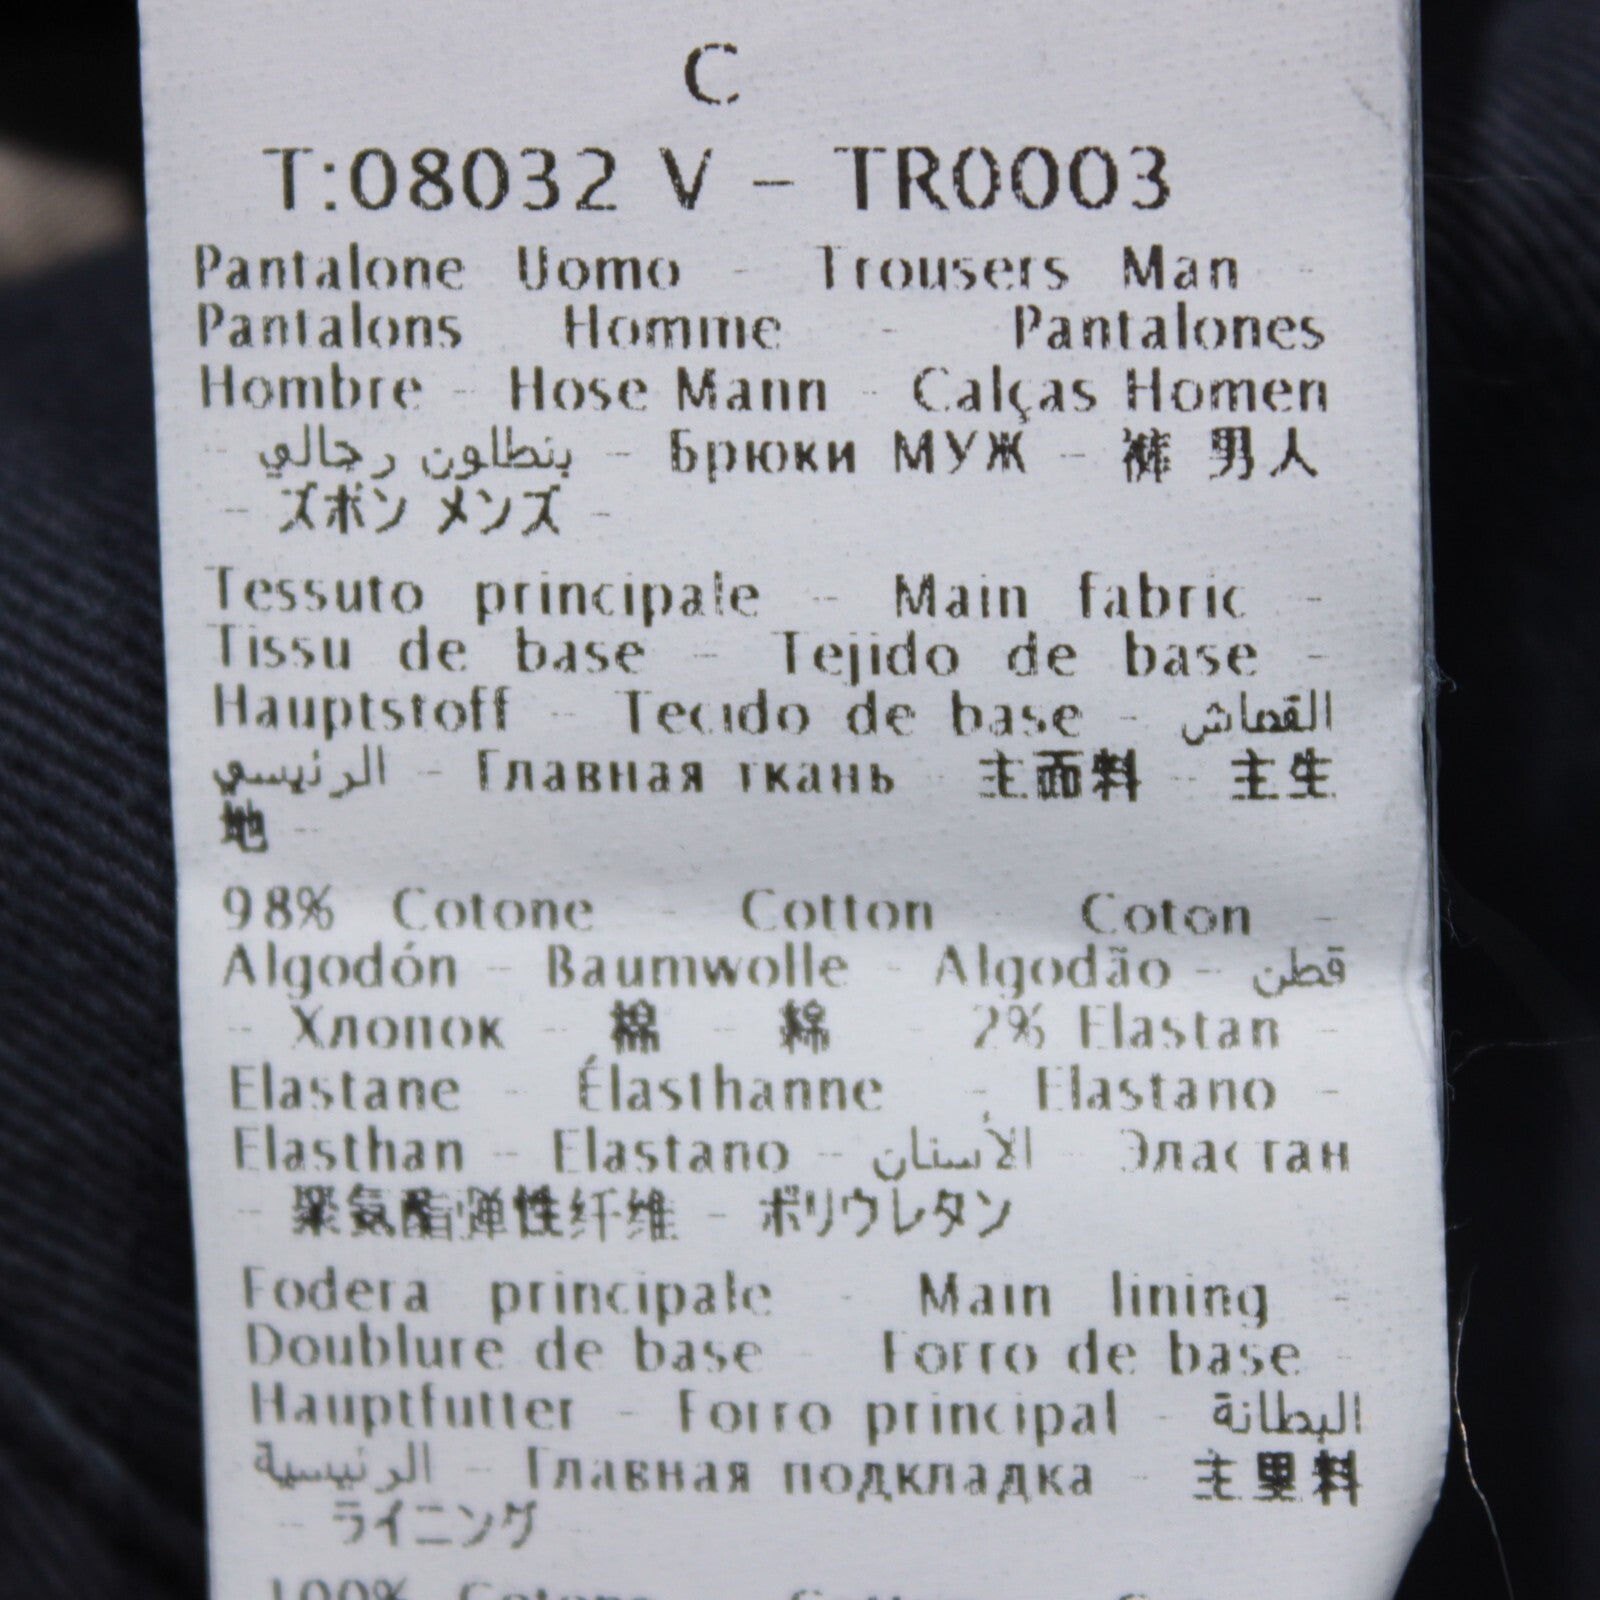 C
T:08032 V - TR0003
Pantalone Uomo - Trousers Man -
Pantalons Homme - Pantalones
Hombre - Hose Mann - Calças Homen
- بنطلون رجالي - Брюки МУЖ - 裤 男人
- ズボン メンズ -
Tessuto principale - Main fabric -
Tissu de base - Tejido de base -
Hauptstoff - Tecido de base - القماش
الرئيسي - Главная ткань - 主面料 - 主生
地 -
98% Cotone - Cotton - Coton -
Algodón - Baumwolle - Algodão - قطن
- Хлопок - 棉 - 綿 - 2% Elastan -
Elastane - Élasthanne - Elastano -
Elasthan - Elastano - الأستان - Эластан
- 聚氨酯弹性纤维 - ポリウレタン
Fodera principale - Main lining -
Doublure de base - Forro de base -
Hauptfutter - Forro principal - البطانة
الرئيسية - Главная подкладка - 主里料
- ライニング -
100% Cotone - Cotton -